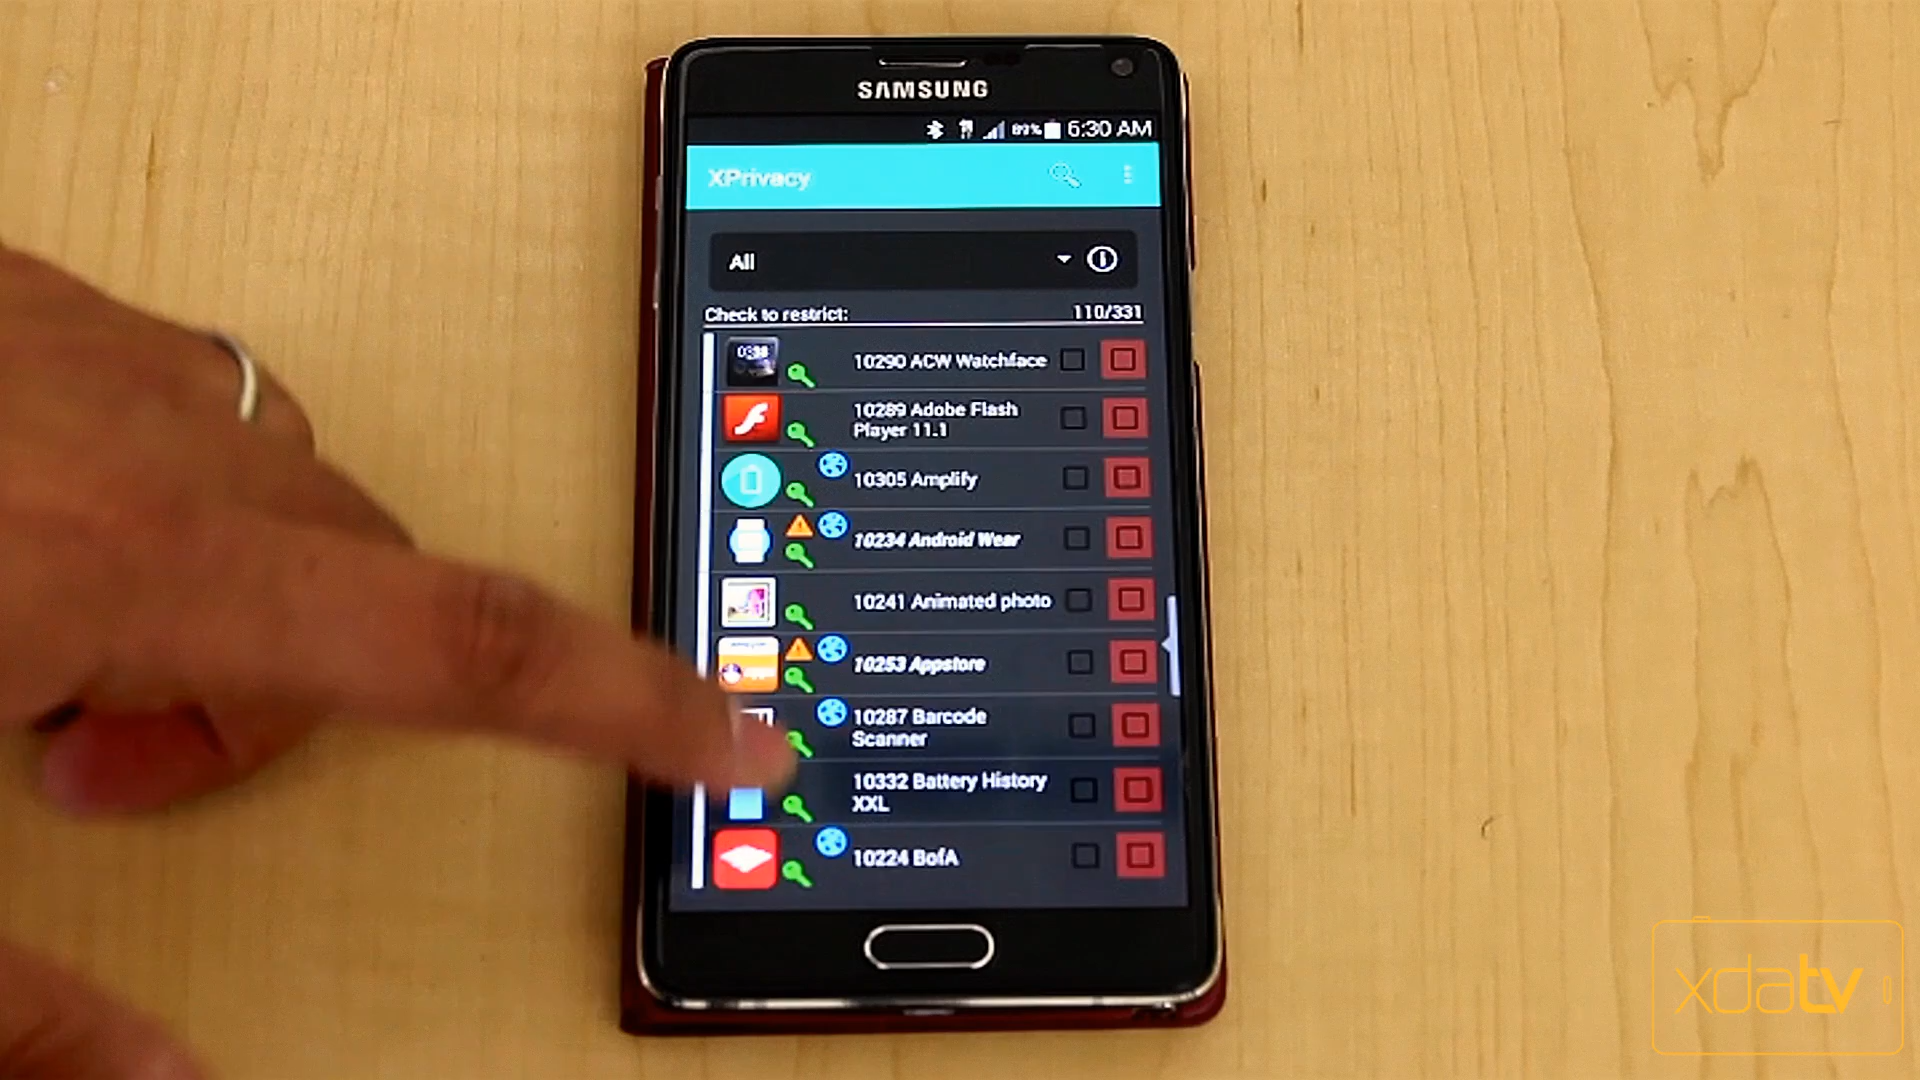 SAMSUNG
89% 6:30 AM
XPrivacy
All
Check to restrict: 110/331
10290 ACW Watchface
10289 Adobe Flash
Player 11.1
10305 Amplify
10234 Android Wear
10241 Animated photo
10253 Appstore
10287 Barcode
Scanner
10332 Battery History
XXL
10224 BofA
xdatv